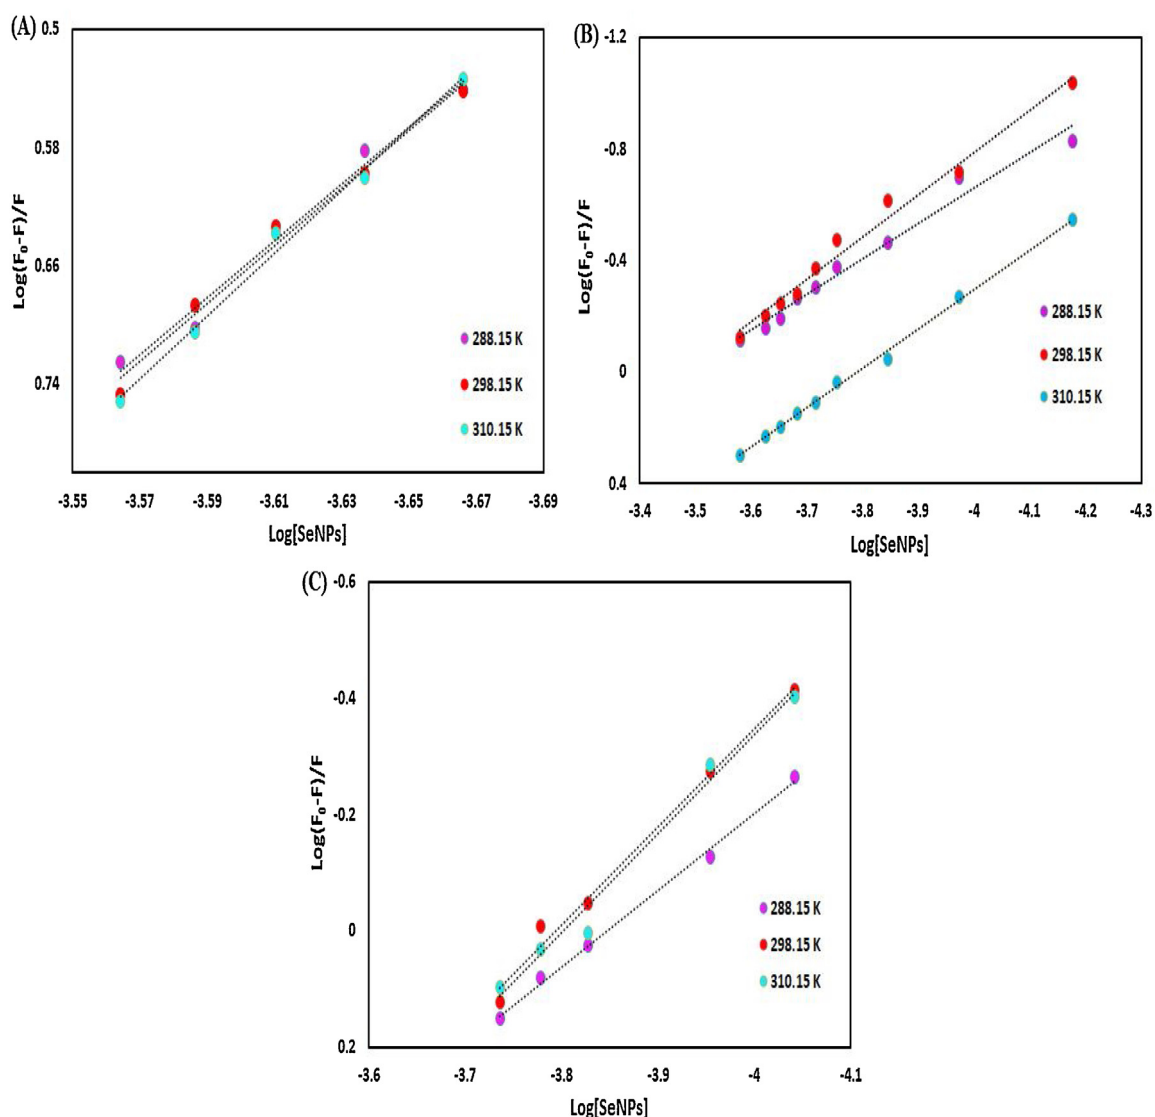 (A)
0.5
0.58
0.66
0.74
Log(F₀-F)/F
288.15 K
298.15 K
310.15 K
-3.55 -3.57 -3.59 -3.61 -3.63 -3.65 -3.67 -3.69
Log[SeNPs]
(B)
-1.2
-0.8
-0.4
0
0.4
Log(F₀-F)/F
288.15 K
298.15 K
310.15 K
-3.4 -3.5 -3.6 -3.7 -3.8 -3.9 -4 -4.1 -4.2 -4.3
Log[SeNPs]
(C)
-0.6
-0.4
-0.2
0
0.2
Log(F₀-F)/F
288.15 K
298.15 K
310.15 K
-3.6 -3.7 -3.8 -3.9 -4 -4.1
Log[SeNPs]